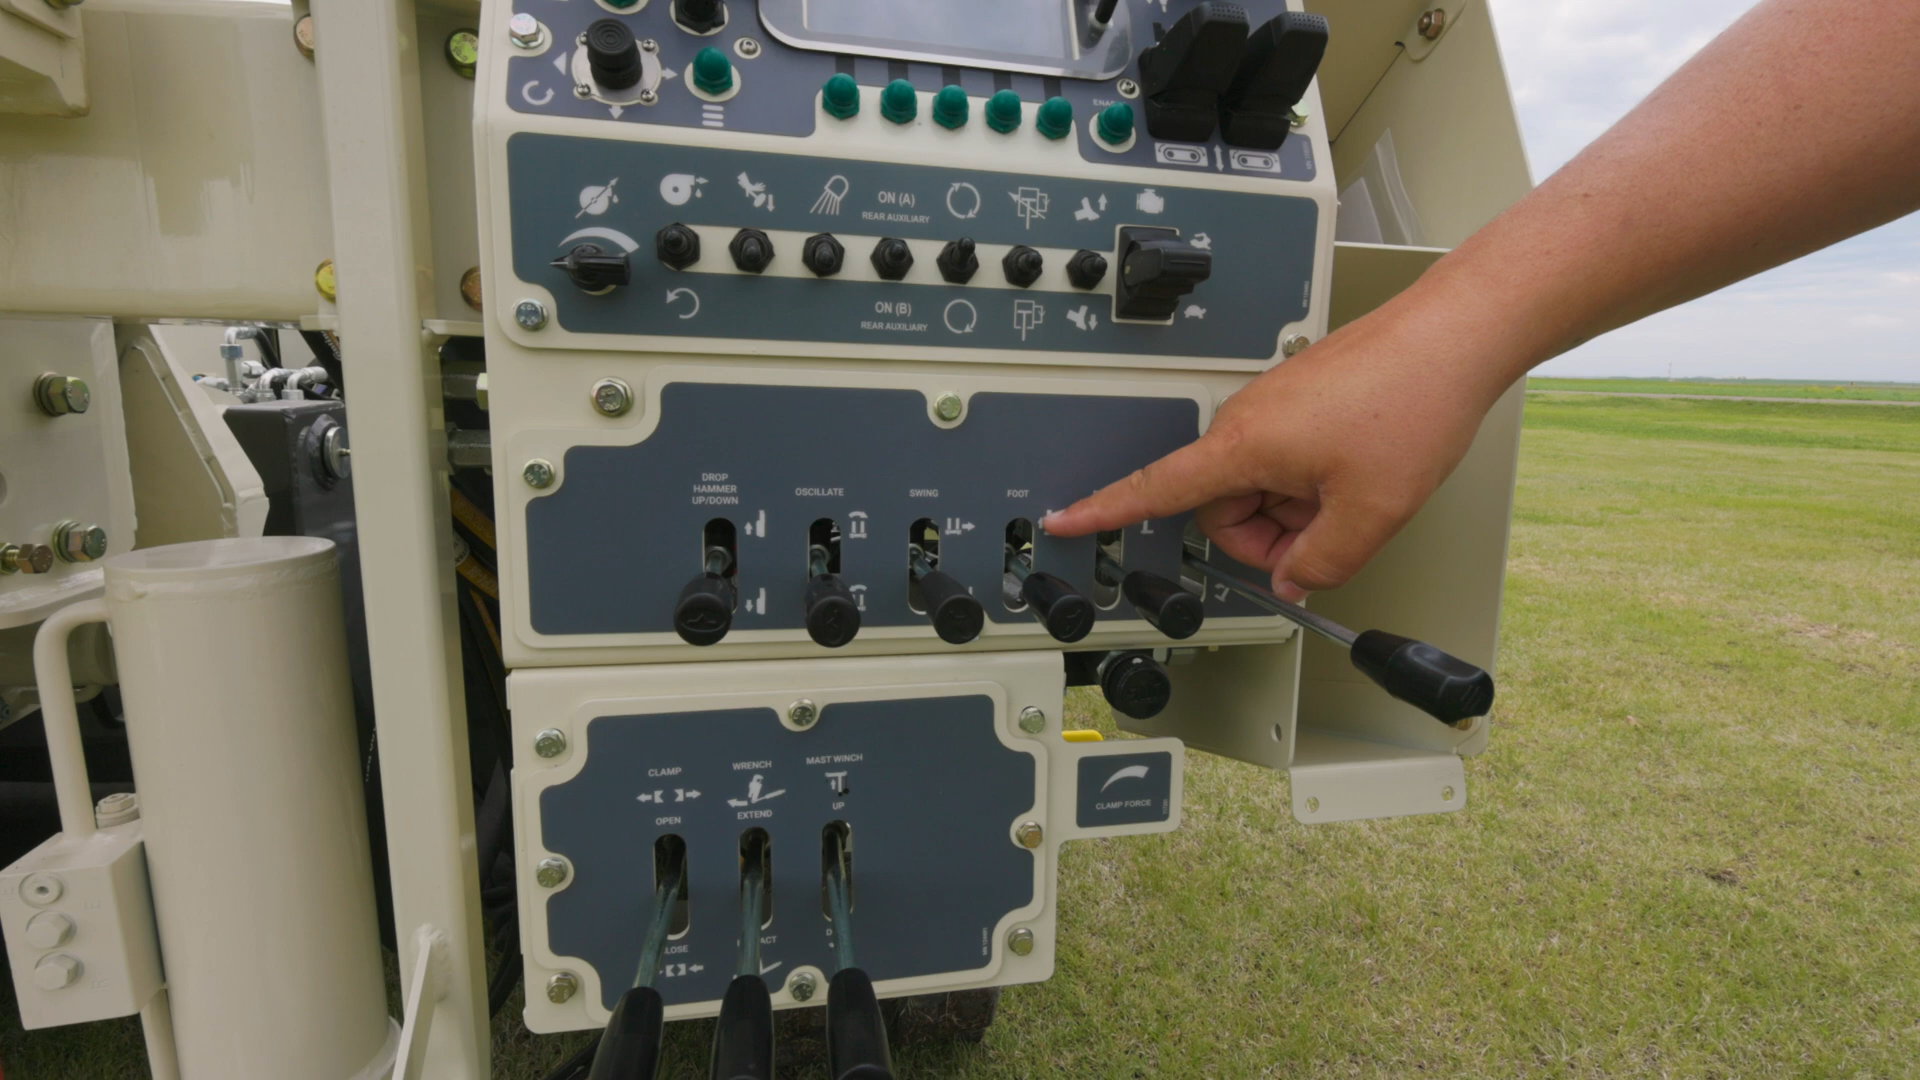 ON (A)
REAR AUXILIARY
ON (B)
REAR AUXILIARY
DROP
HAMMER
UP/DOWN
OSCILLATE
SWING
FOOT
CLAMP
OPEN
WRENCH
EXTEND
MAST WINCH
UP
CLAMP FORCE